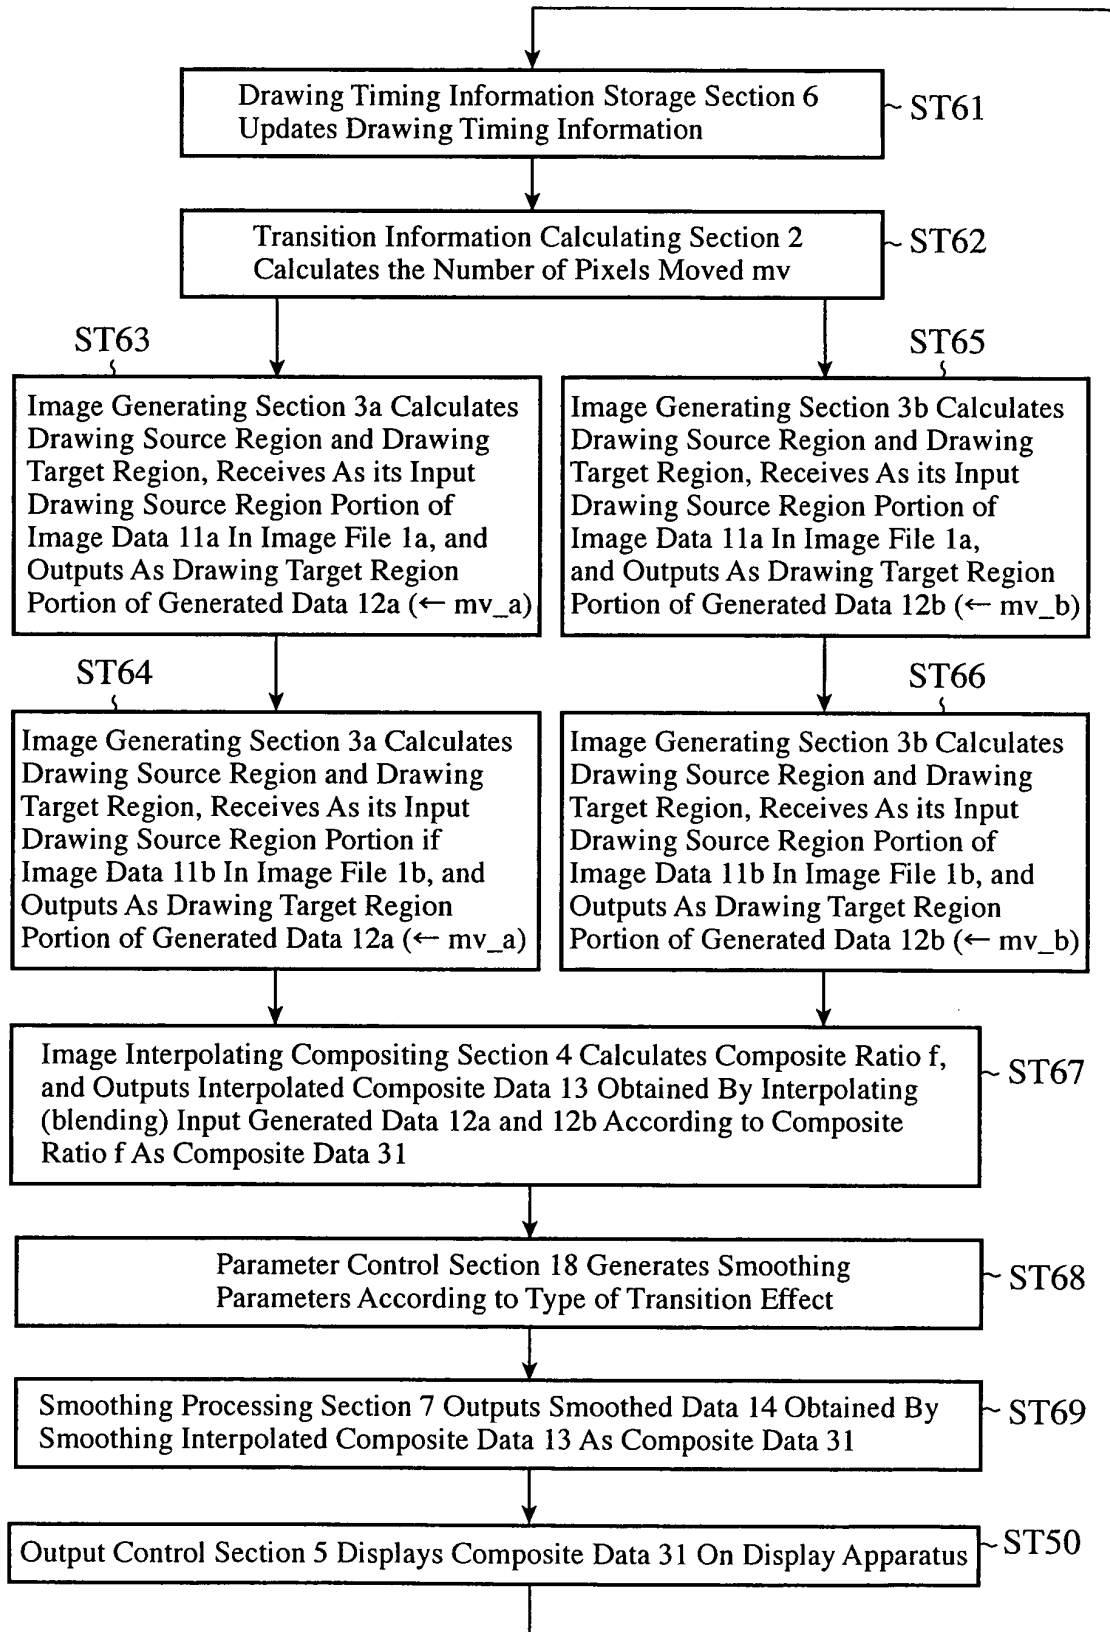 Drawing Timing Information Storage Section 6
Updates Drawing Timing Information
ST61
Transition Information Calculating Section 2
Calculates the Number of Pixels Moved mv
ST62
ST63
Image Generating Section 3a Calculates
Drawing Source Region and Drawing
Target Region, Receives As its Input
Drawing Source Region Portion of
Image Data 11a In Image File 1a, and
Outputs As Drawing Target Region
Portion of Generated Data 12a (← mv_a)
ST65
Image Generating Section 3b Calculates
Drawing Source Region and Drawing
Target Region, Receives As its Input
Drawing Source Region Portion of
Image Data 11a In Image File 1a,
and Outputs As Drawing Target Region
Portion of Generated Data 12b (← mv_b)
ST64
Image Generating Section 3a Calculates
Drawing Source Region and Drawing
Target Region, Receives As its Input
Drawing Source Region Portion if
Image Data 11b In Image File 1b, and
Outputs As Drawing Target Region
Portion of Generated Data 12a (← mv_a)
ST66
Image Generating Section 3b Calculates
Drawing Source Region and Drawing
Target Region, Receives As its Input
Drawing Source Region Portion of
Image Data 11b In Image File 1b, and
Outputs As Drawing Target Region
Portion of Generated Data 12b (← mv_b)
Image Interpolating Compositing Section 4 Calculates Composite Ratio f,
and Outputs Interpolated Composite Data 13 Obtained By Interpolating
(blending) Input Generated Data 12a and 12b According to Composite
Ratio f As Composite Data 31
ST67
Parameter Control Section 18 Generates Smoothing
Parameters According to Type of Transition Effect
ST68
Smoothing Processing Section 7 Outputs Smoothed Data 14 Obtained By
Smoothing Interpolated Composite Data 13 As Composite Data 31
ST69
Output Control Section 5 Displays Composite Data 31 On Display Apparatus
ST50